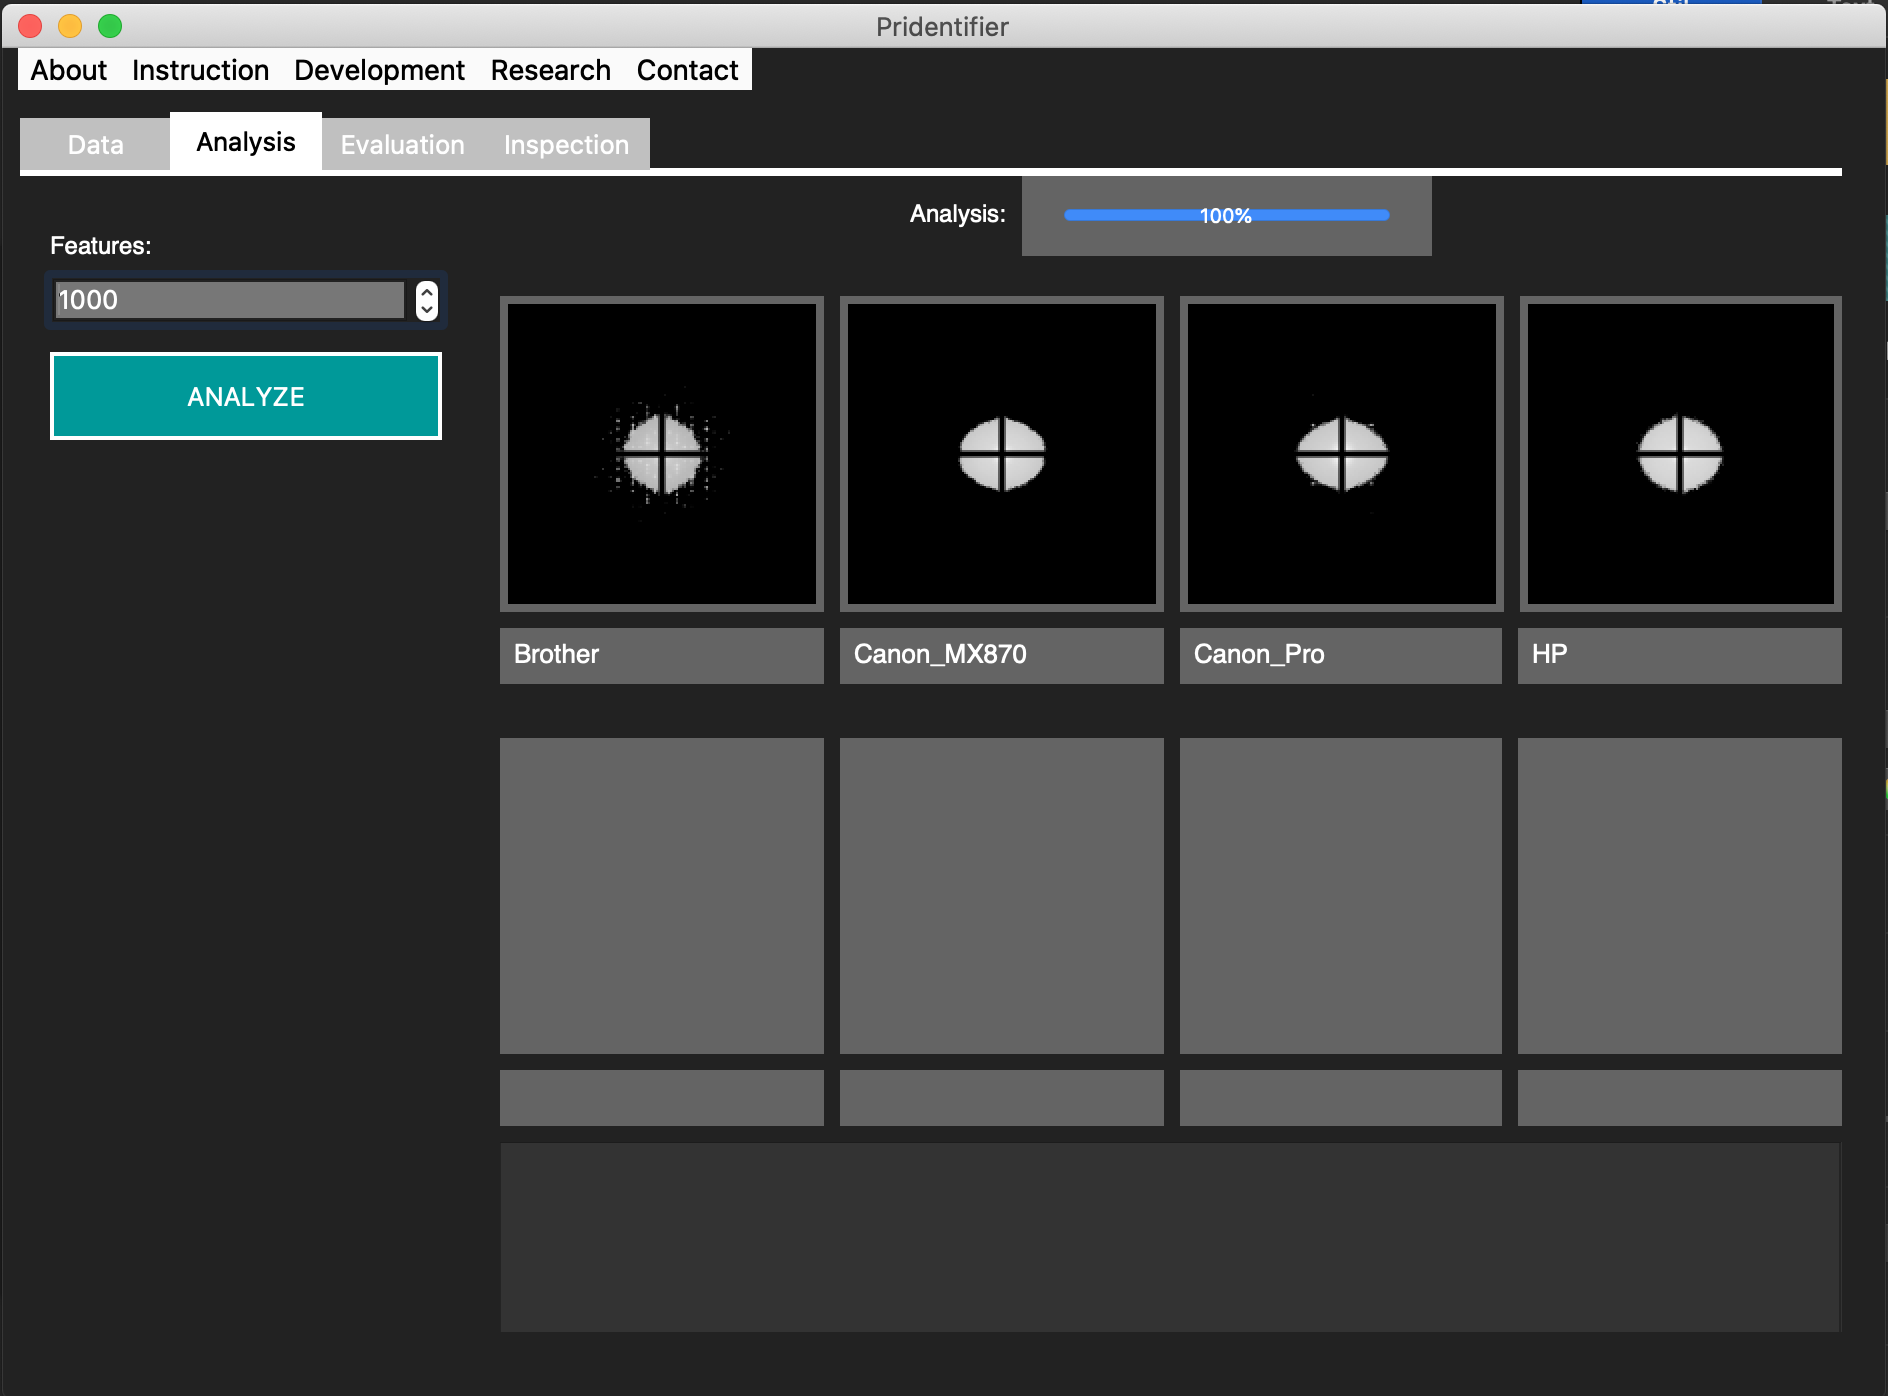 Pridentifier
About Instruction Development Research Contact
Data Analysis Evaluation Inspection
Analysis: 100%
Features:
1000
ANALYZE
Brother Canon_MX870 Canon_Pro HP